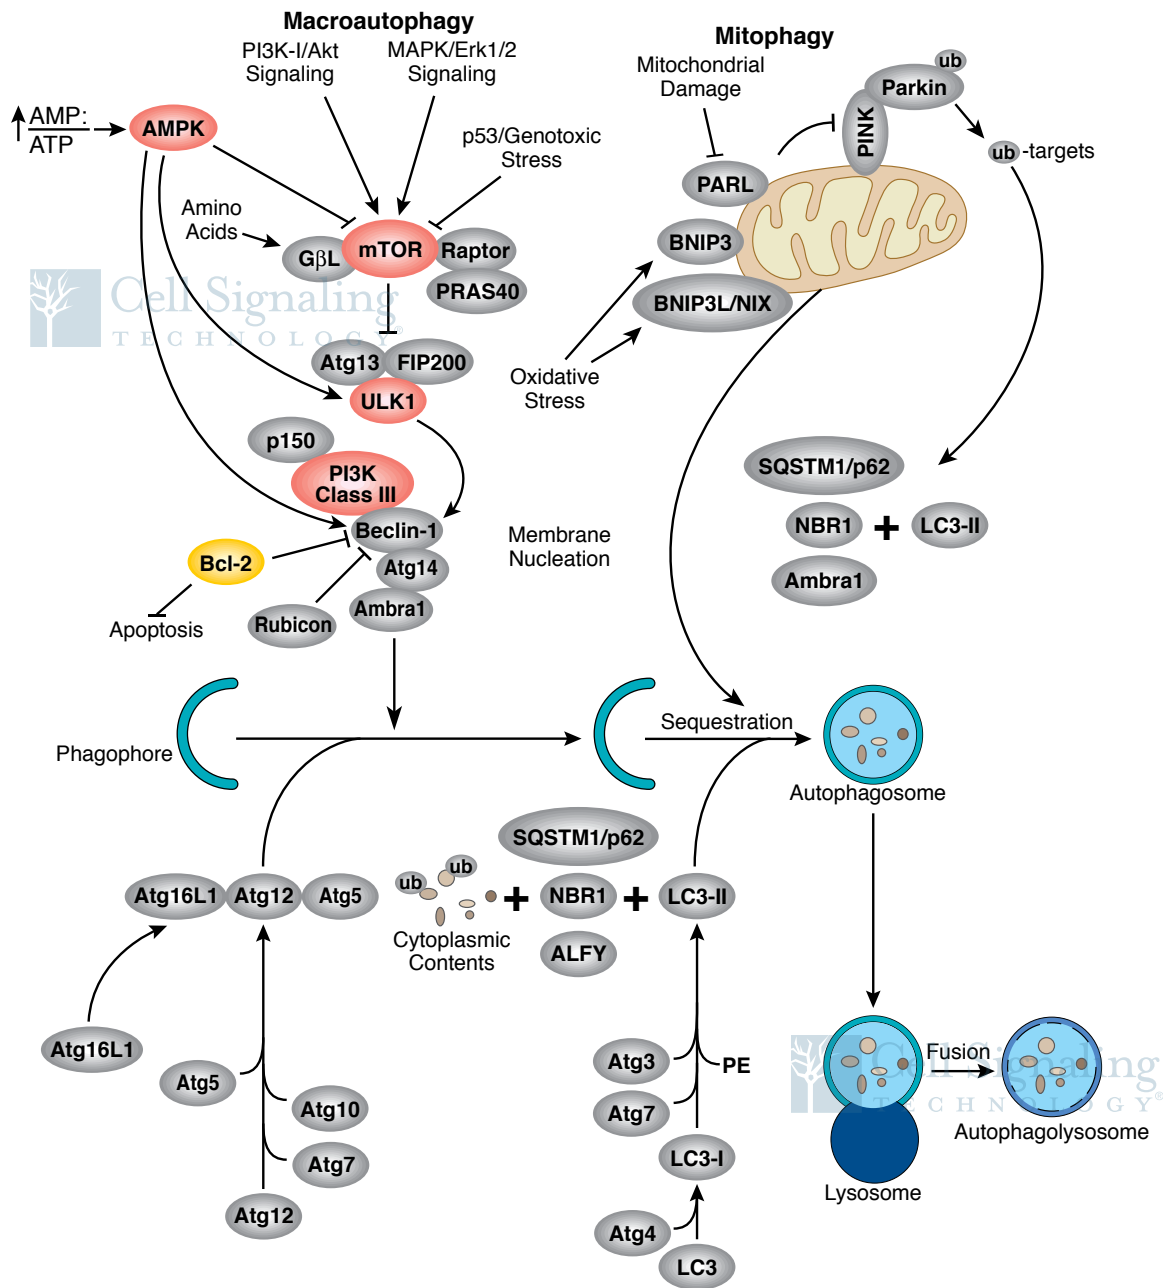 Macroautophagy
PI3K-I/Akt
Signaling
MAPK/Erk1/2
Signaling
AMP:
ATP
AMPK
p53/Genotoxic
Stress
Amino
Acids
GβL
mTOR
Raptor
PRAS40
Cell Signaling
TECHNOLOGY®
Atg13
FIP200
ULK1
p150
PI3K
Class III
Beclin-1
Bcl-2
Atg14
Ambra1
Rubicon
Apoptosis
Membrane
Nucleation
Mitophagy
Mitochondrial
Damage
ub
Parkin
PINK
ub
-targets
PARL
BNIP3
BNIP3L/NIX
Oxidative
Stress
SQSTM1/p62
NBR1
+
LC3-II
Ambra1
Phagophore
Sequestration
Autophagosome
Atg16L1
Atg12
Atg5
ub
ub
Cytoplasmic
Contents
+
SQSTM1/p62
NBR1
ALFY
+
LC3-II
Atg16L1
Atg5
Atg10
Atg7
Atg12
Atg3
PE
Atg7
LC3-I
Atg4
LC3
Fusion
Cell Signaling
TECHNOLOGY®
Autophagolysosome
Lysosome